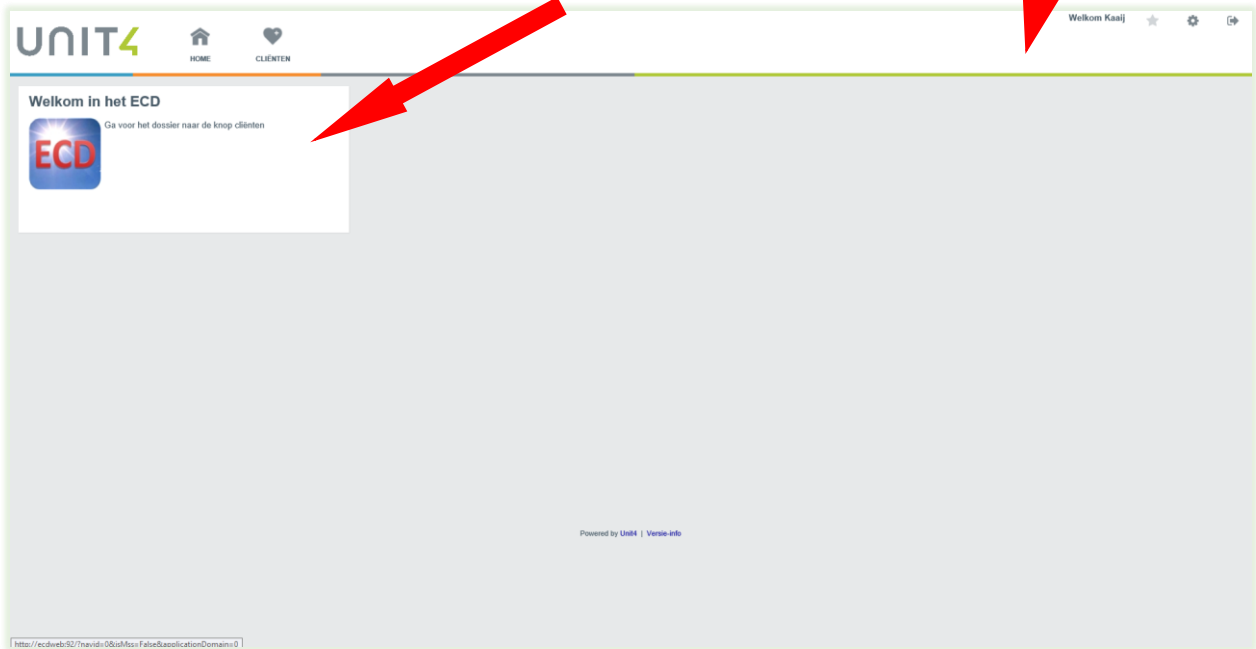 UNIT4
HOME
CLIËNTEN
Welkom Kaaij
Welkom in het ECD
ECD
Ga voor het dossier naar de knop cliënten
Powered by Unit4 | Versie-info
http://ecdweb:92/?navid=0&isMss=False&applicationDomain=0